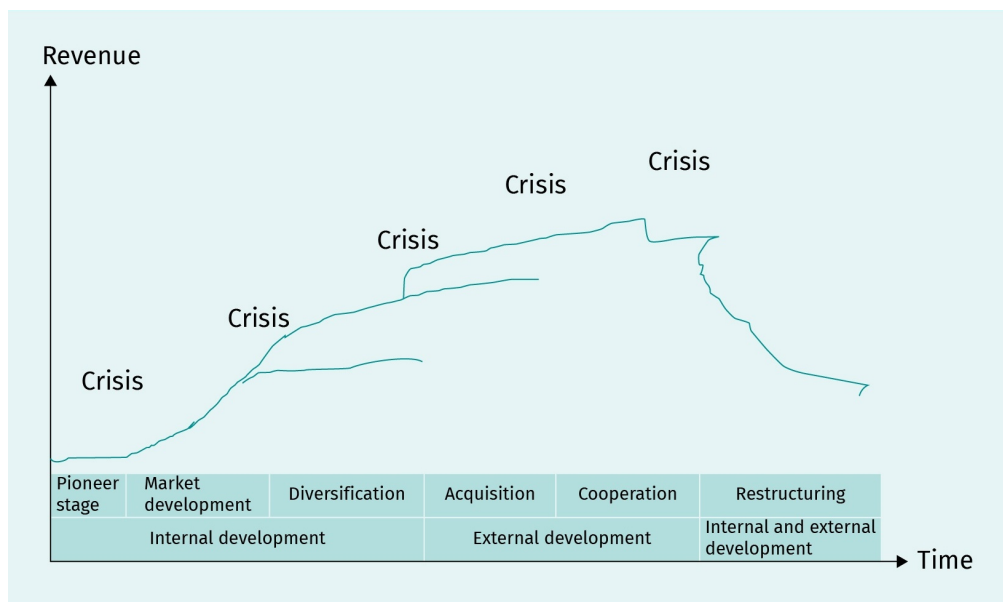 Revenue
Crisis
Crisis
Crisis
Crisis
Crisis
Pioneer
stage
Market
development
Diversification
Acquisition
Cooperation
Restructuring
Internal development
External development
Internal and external
development
Time